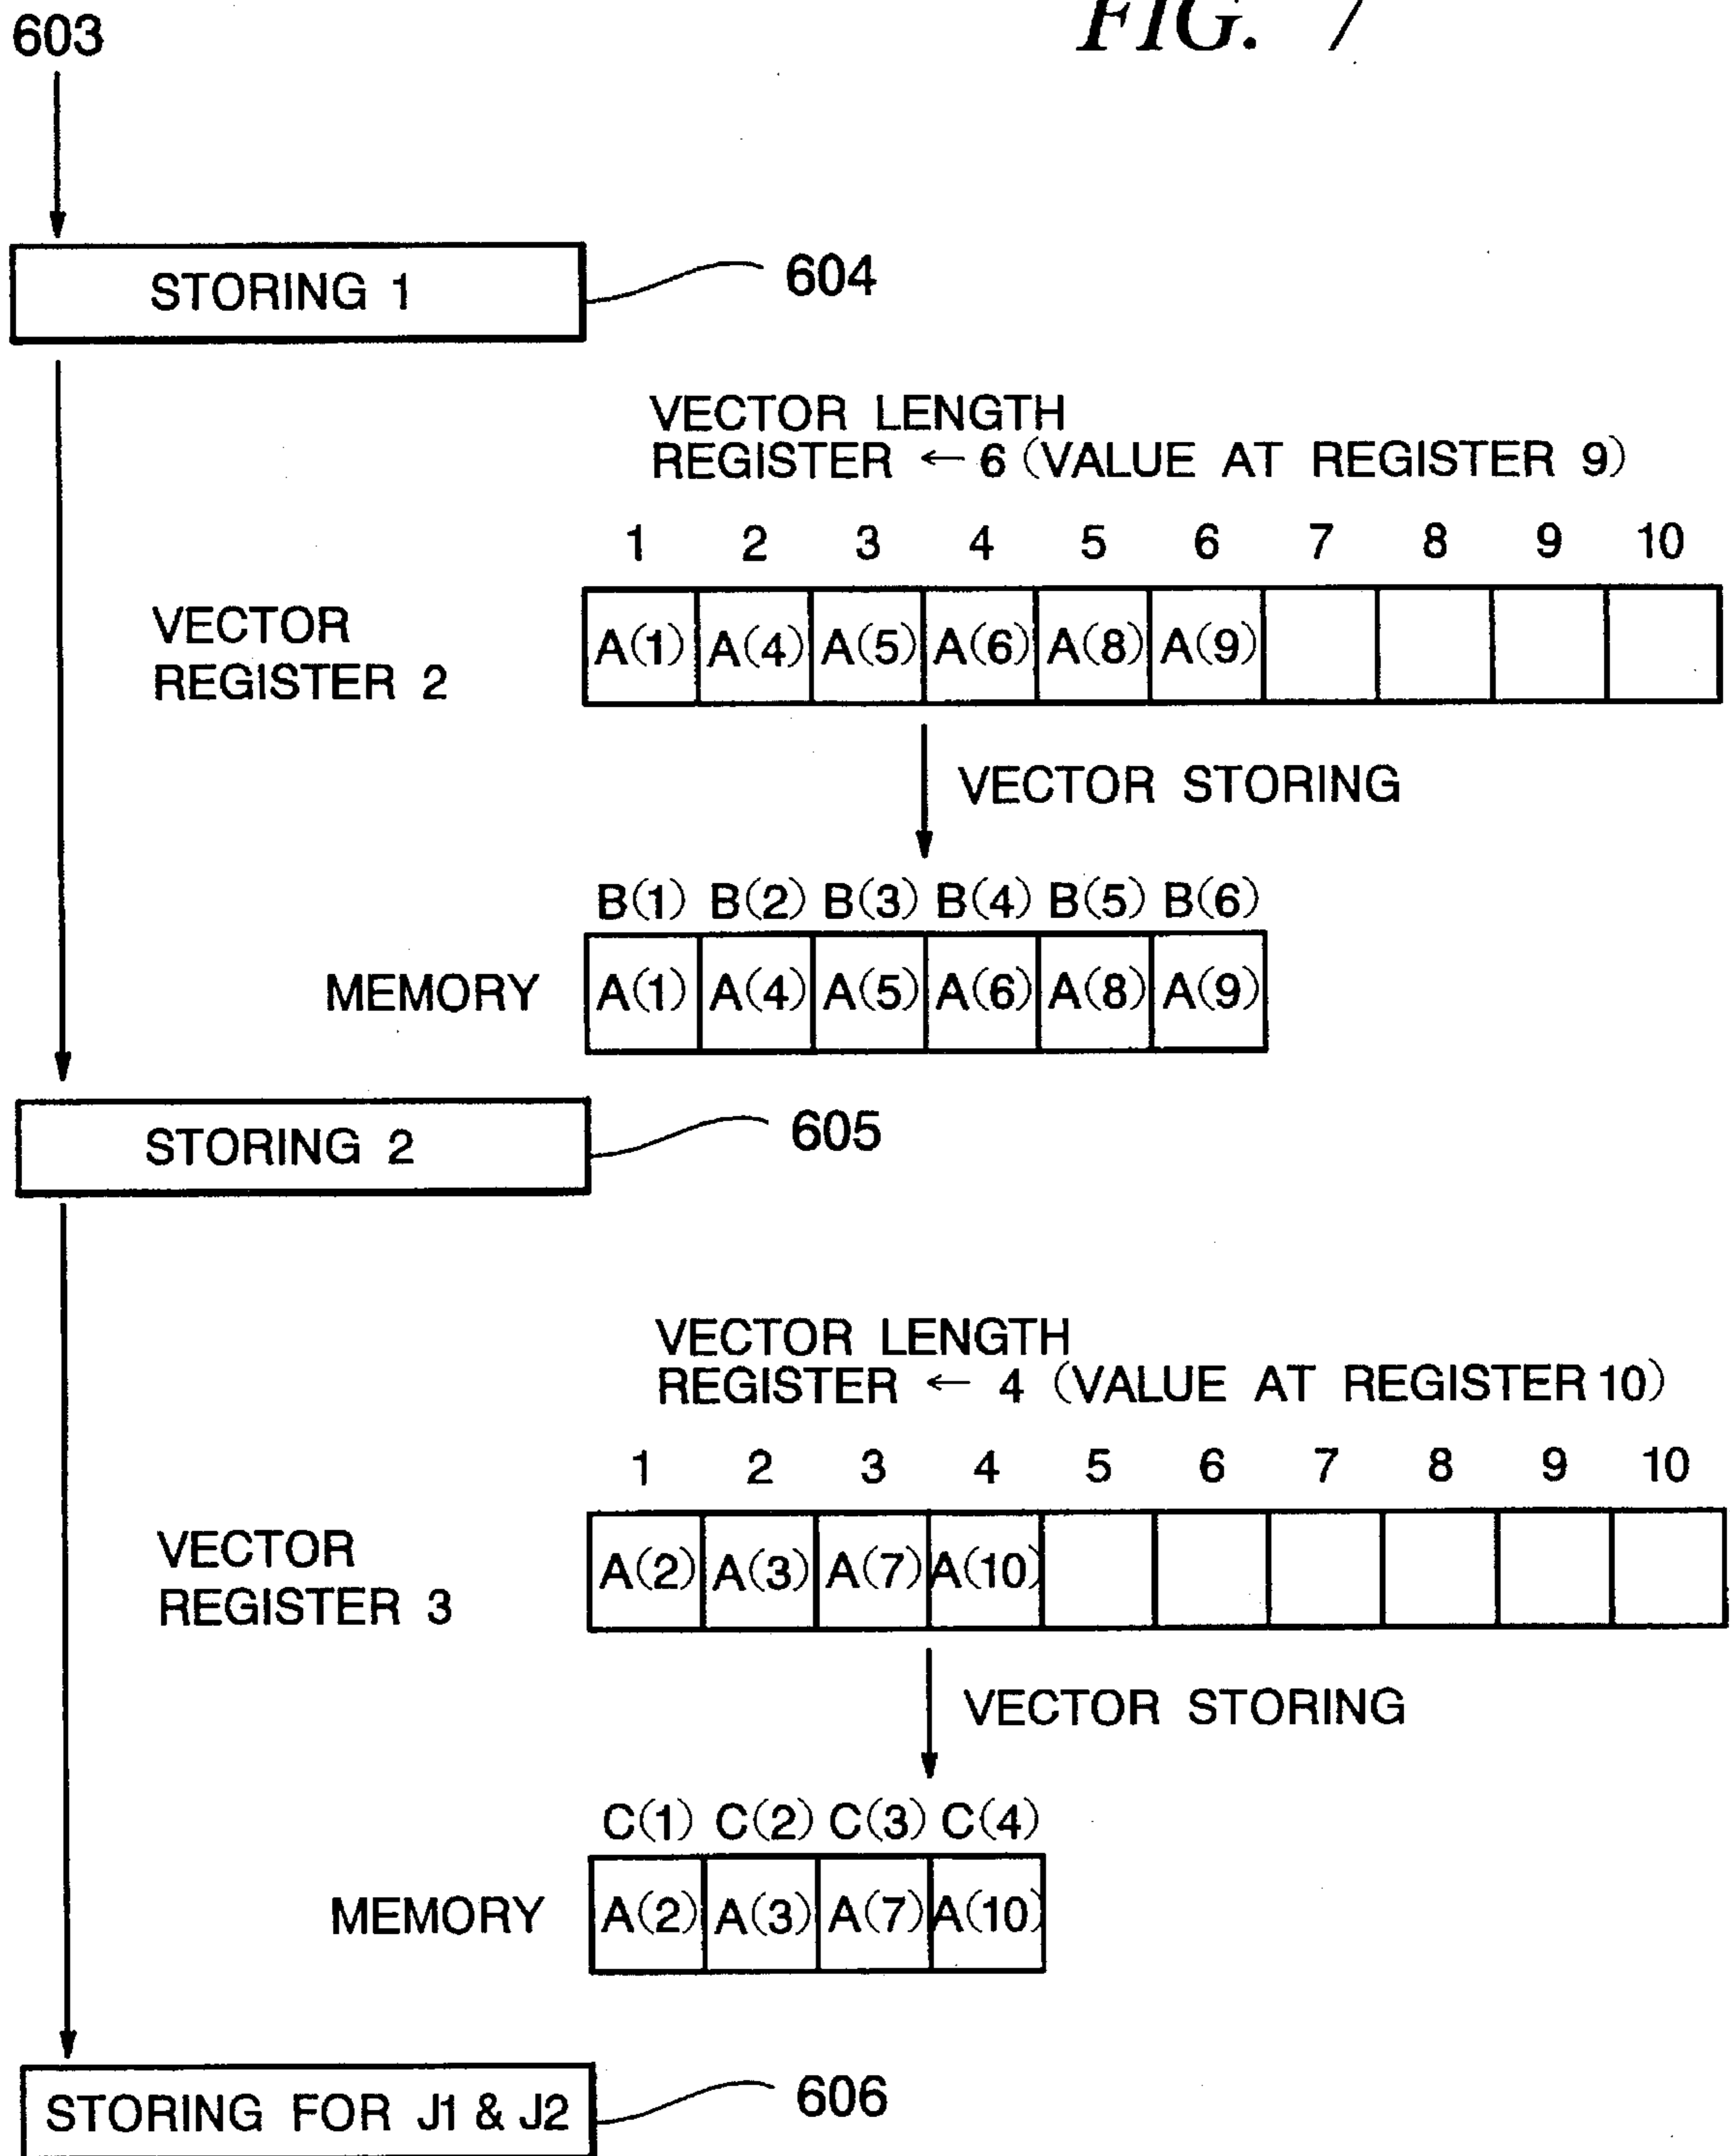 FIG. 7
603
STORING 1
604
VECTOR LENGTH
REGISTER ← 6 (VALUE AT REGISTER 9)
1 2 3 4 5 6 7 8 9 10
VECTOR
REGISTER 2
A(1) A(4) A(5) A(6) A(8) A(9)
VECTOR STORING
B(1) B(2) B(3) B(4) B(5) B(6)
MEMORY
A(1) A(4) A(5) A(6) A(8) A(9)
STORING 2
605
VECTOR LENGTH
REGISTER ← 4 (VALUE AT REGISTER 10)
1 2 3 4 5 6 7 8 9 10
VECTOR
REGISTER 3
A(2) A(3) A(7) A(10)
VECTOR STORING
C(1) C(2) C(3) C(4)
MEMORY
A(2) A(3) A(7) A(10)
STORING FOR J1 & J2
606